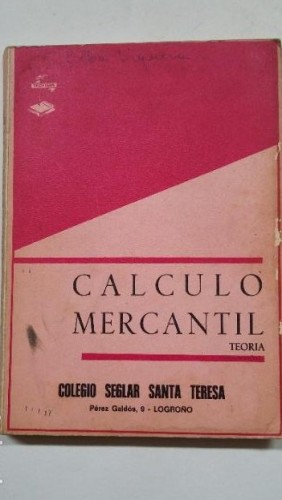 CALCULO
MERCANTIL
TEORIA
COLEGIO SEGLAR SANTA TERESA
Pérez Galdós, 9 - LOGROÑO